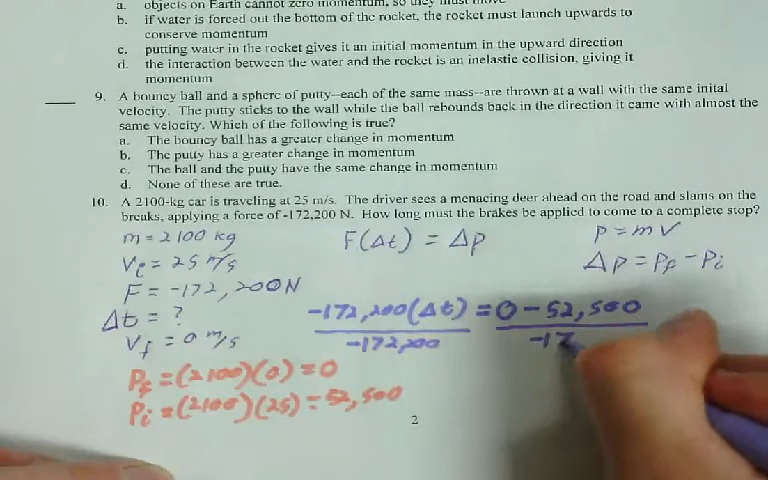 a. objects on Earth cannot zero momentum, so they must move
b. if water is forced out the bottom of the rocket, the rocket must launch upwards to
conserve momentum
c. putting water in the rocket gives it an initial momentum in the upward direction
d. the interaction between the water and the rocket is an inelastic collision, giving it
momentum
9. A bouncy ball and a sphere of putty--each of the same mass--are thrown at a wall with the same inital
velocity. The putty sticks to the wall while the ball rebounds back in the direction it came with almost the
same velocity. Which of the following is true?
a. The bouncy ball has a greater change in momentum
b. The putty has a greater change in momentum
c. The ball and the putty have the same change in momentum
d. None of these are true.
10. A 2100-kg car is traveling at 25 m/s. The driver sees a menacing deer ahead on the road and slams on the
breaks, applying a force of -172,200 N. How long must the brakes be applied to come to a complete stop?
m = 2100 kg
F(Δt) = Δp
p = mv
Vi = 25 m/s
Δp = Pf - Pi
F = -172,200N
Δt = ?
-172,200(Δt) = 0 - 52,500
-172,200
-17
Vf = 0 m/s
Pf = (2100)(0) = 0
Pi = (2100)(25) = 52,500
2